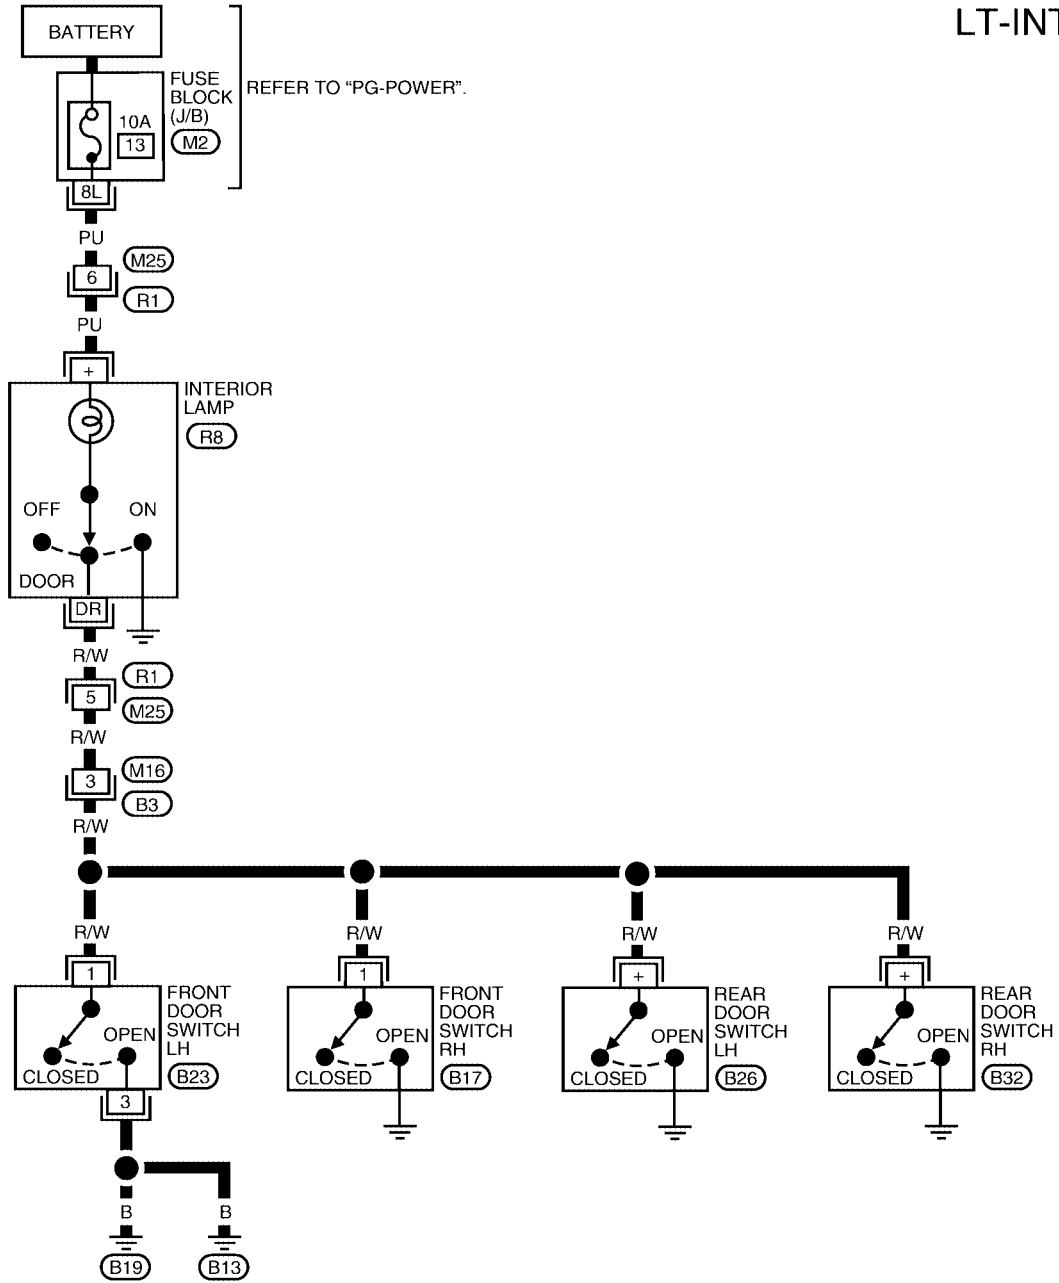 LT-INT
BATTERY
FUSE
BLOCK
(J/B)
REFER TO “PG-POWER”.
10A
13
M2
8L
PU
M25
6
R1
PU
+
INTERIOR
LAMP
R8
OFF
ON
DOOR
DR
R/W
R1
5
M25
R/W
M16
3
B3
R/W
R/W
R/W
R/W
R/W
1
1
+
+
FRONT
DOOR
SWITCH
LH
OPEN
CLOSED
B23
FRONT
DOOR
SWITCH
RH
OPEN
CLOSED
B17
REAR
DOOR
SWITCH
LH
OPEN
CLOSED
B26
REAR
DOOR
SWITCH
RH
OPEN
CLOSED
B32
3
B
B
B19
B13